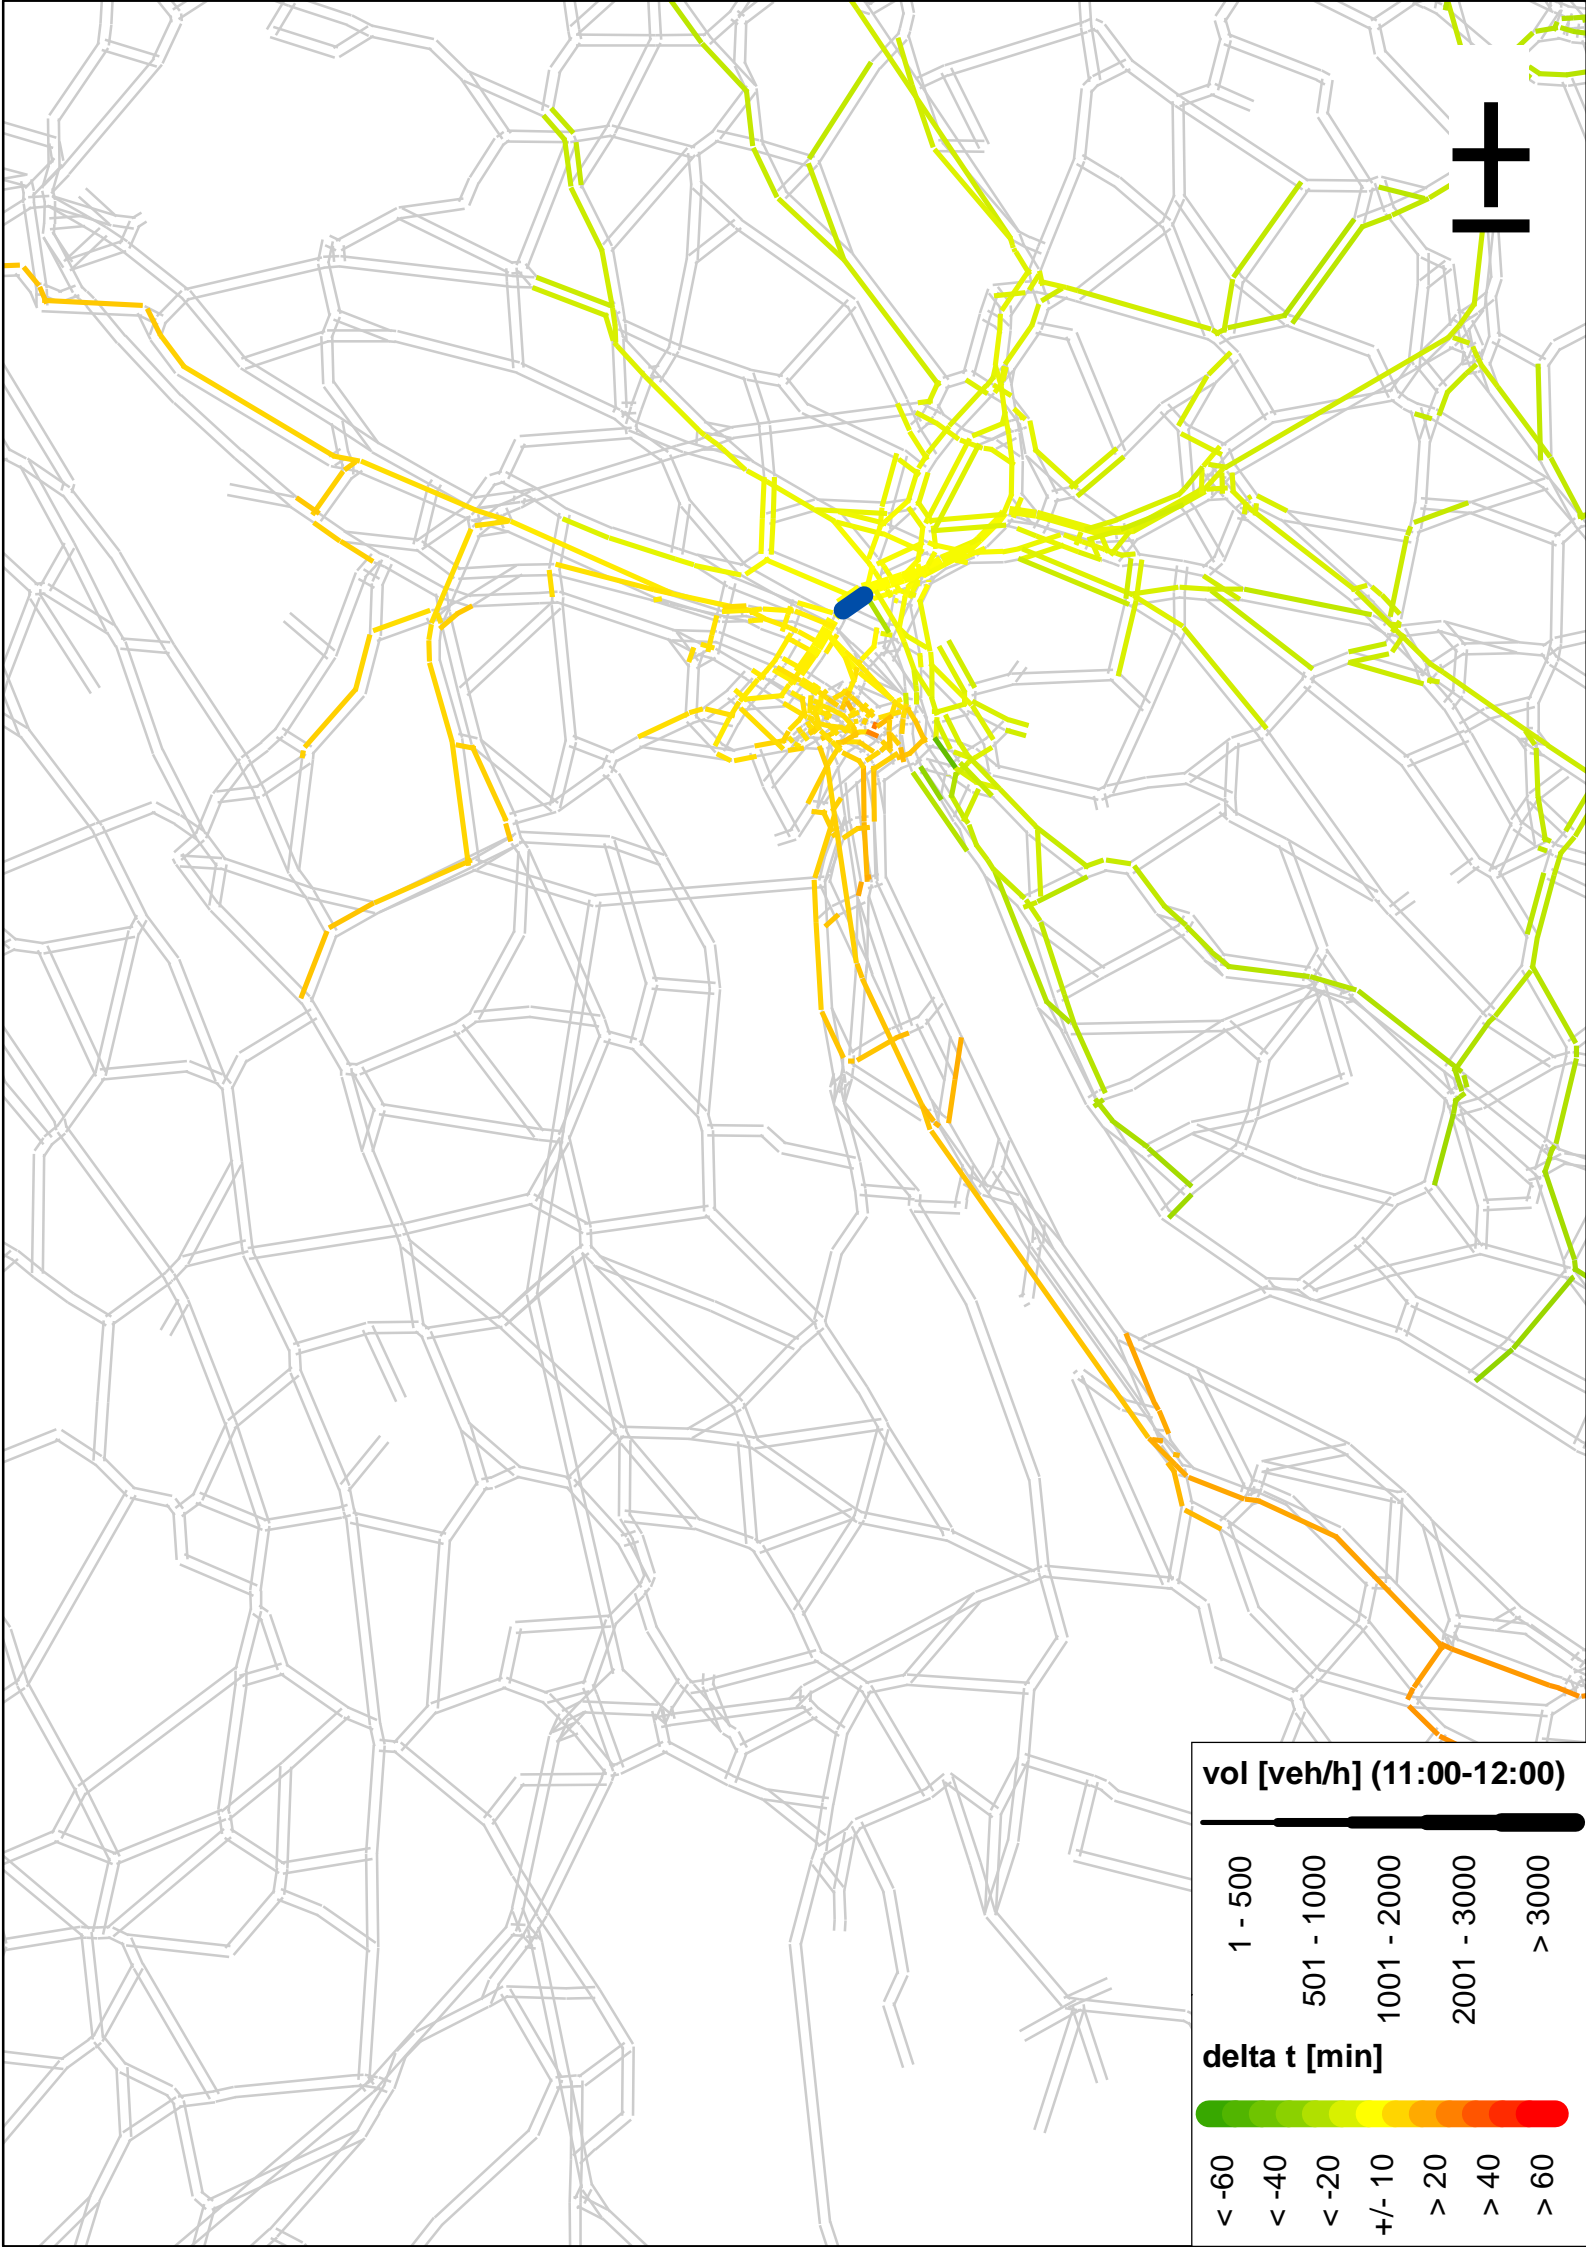 vol [veh/h] (11:00-12:00)
1 - 500
501 - 1000
1001 - 2000
2001 - 3000
> 3000
delta t [min]
< -60
< -40
< -20
+/- 10
> 20
> 40
> 60